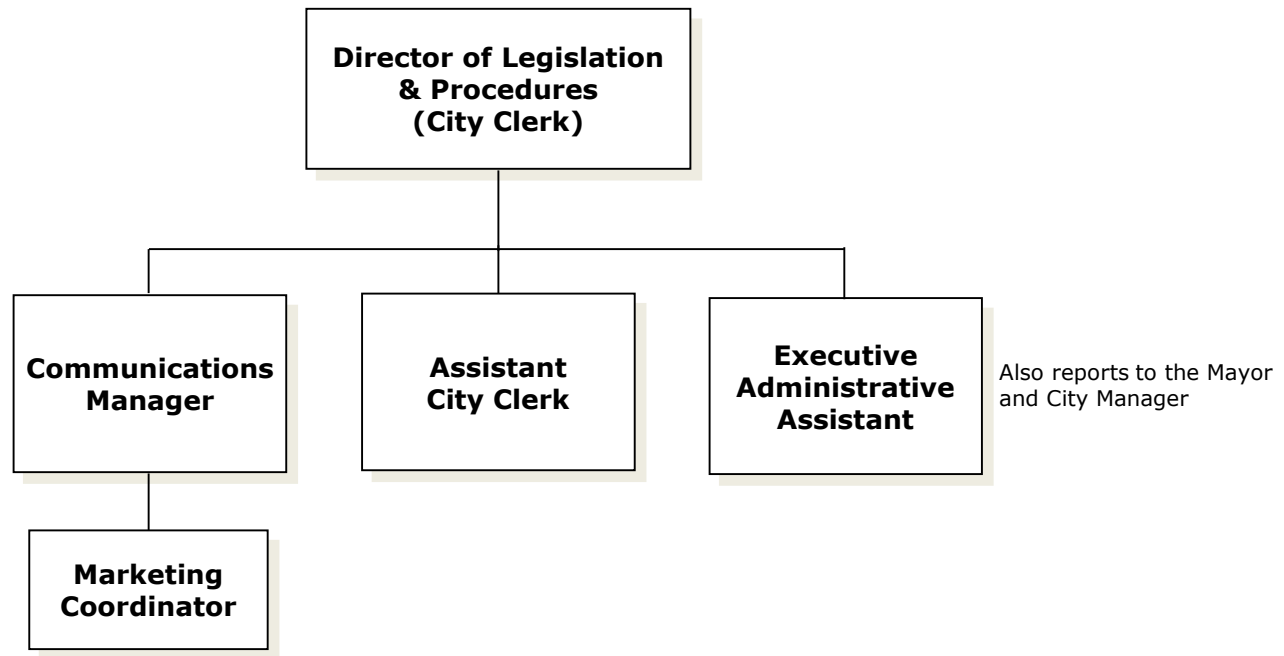 Director of Legislation
& Procedures
(City Clerk)
Communications
Manager
Assistant
City Clerk
Executive
Administrative
Assistant
Also reports to the Mayor
and City Manager
Marketing
Coordinator